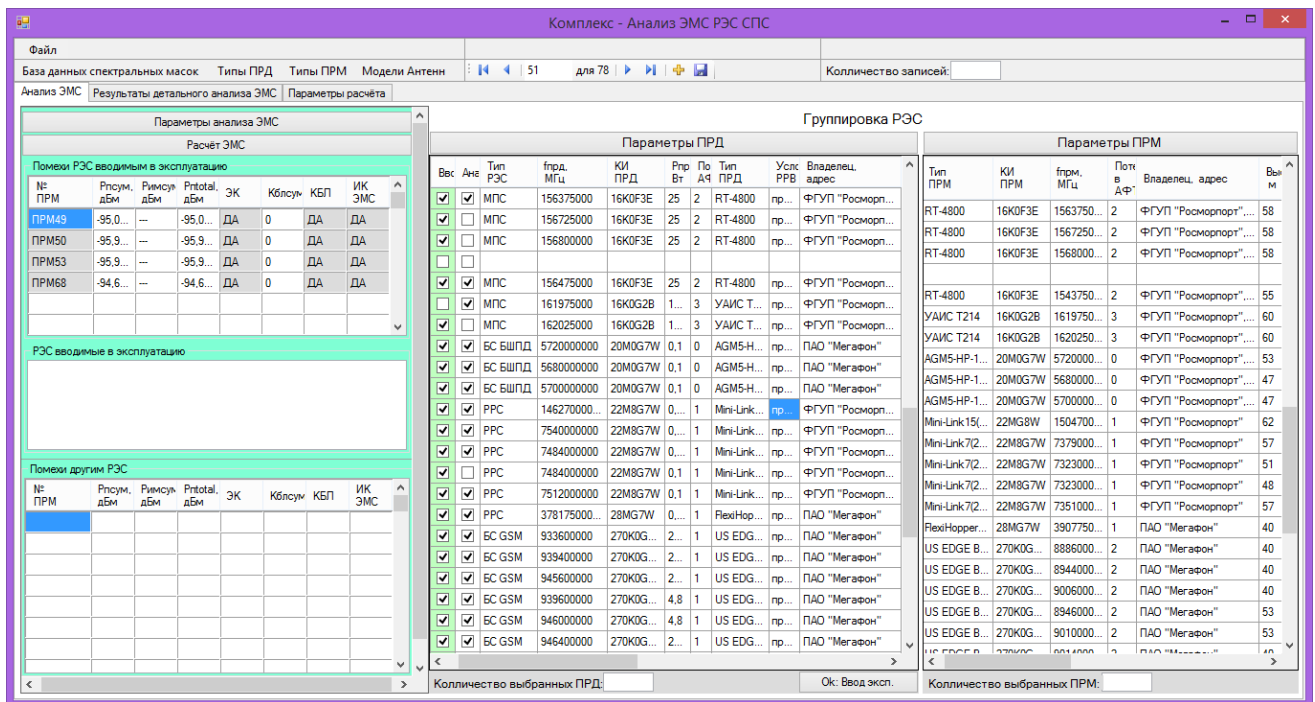 Комплекс - Анализ ЭМС РЭС СПС
Файл
База данных спектральных масок Типы ПРД Типы ПРМ Модели Антенн 51 для 78 Колличество записей:
Анализ ЭМС Результаты детального анализа ЭМС Параметры расчёта
Параметры анализа ЭМС
Расчёт ЭМС
Помехи РЭС вводимым в эксплуатацию
№ ПРМ Рпсум, дБм Римсум дБм Pntotal, дБм ЭК Кблсум КБП ИК ЭМС
ПРМ49 -95,0... --- -95,0... ДА 0 ДА ДА
ПРМ50 -95,9... --- -95,9... ДА 0 ДА ДА
ПРМ53 -95,9... --- -95,9... ДА 0 ДА ДА
ПРМ68 -94,6... --- -94,6... ДА 0 ДА ДА
РЭС вводимые в эксплуатацию
Помехи другим РЭС
№ ПРМ Рпсум, дБм Римсум дБм Pntotal, дБм ЭК Кблсум КБП ИК ЭМС
Группировка РЭС
Параметры ПРД
Ввс Ана Тип РЭС fпрд, МГц КИ ПРД Рпр Вт По АФ Тип ПРД Услс РРВ Владелец, адрес
МПС 156375000 16K0F3E 25 2 RT-4800 пр... ФГУП "Росморп...
МПС 156725000 16K0F3E 25 2 RT-4800 пр... ФГУП "Росморп...
МПС 156800000 16K0F3E 25 2 RT-4800 пр... ФГУП "Росморп...
МПС 156475000 16K0F3E 25 2 RT-4800 пр... ФГУП "Росморп...
МПС 161975000 16K0G2B 1... 3 УАИС Т... пр... ФГУП "Росморп...
МПС 162025000 16K0G2B 1... 3 УАИС Т... пр... ФГУП "Росморп...
БС БШПД 5720000000 20M0G7W 0,1 0 AGM5-H... пр... ПАО "Мегафон"
БС БШПД 5680000000 20M0G7W 0,1 0 AGM5-H... пр... ПАО "Мегафон"
БС БШПД 5700000000 20M0G7W 0,1 0 AGM5-H... пр... ПАО "Мегафон"
РРС 146270000... 22M8G7W 0,... 1 Mini-Link... пр... ФГУП "Росморп...
РРС 7540000000 22M8G7W 0,... 1 Mini-Link... пр... ФГУП "Росморп...
РРС 7484000000 22M8G7W 0,... 1 Mini-Link... пр... ФГУП "Росморп...
РРС 7484000000 22M8G7W 0,1 1 Mini-Link... пр... ФГУП "Росморп...
РРС 7512000000 22M8G7W 0,1 1 Mini-Link... пр... ФГУП "Росморп...
РРС 378175000... 28MG7W 0,... 1 FlexiHop... пр... ПАО "Мегафон"
БС GSM 933600000 270K0G... 2... 1 US EDG... пр... ПАО "Мегафон"
БС GSM 939400000 270K0G... 2... 1 US EDG... пр... ПАО "Мегафон"
БС GSM 945600000 270K0G... 2... 1 US EDG... пр... ПАО "Мегафон"
БС GSM 939600000 270K0G... 4,8 1 US EDG... пр... ПАО "Мегафон"
БС GSM 946000000 270K0G... 4,8 1 US EDG... пр... ПАО "Мегафон"
БС GSM 946400000 270K0G... 2... 1 US EDG... пр... ПАО "Мегафон"
Колличество выбранных ПРД: Ok: Ввод эксп.
Параметры ПРМ
Тип ПРМ КИ ПРМ fпрм, МГц Поте в АФТ Владелец, адрес Выс м
RT-4800 16K0F3E 1563750... 2 ФГУП "Росморпорт",... 58
RT-4800 16K0F3E 1567250... 2 ФГУП "Росморпорт",... 58
RT-4800 16K0F3E 1568000... 2 ФГУП "Росморпорт",... 58
RT-4800 16K0F3E 1543750... 2 ФГУП "Росморпорт",... 55
УАИС Т214 16K0G2B 1619750... 3 ФГУП "Росморпорт",... 60
УАИС Т214 16K0G2B 1620250... 3 ФГУП "Росморпорт",... 60
AGM5-HP-1... 20M0G7W 5720000... 0 ФГУП "Росморпорт",... 53
AGM5-HP-1... 20M0G7W 5680000... 0 ФГУП "Росморпорт",... 47
AGM5-HP-1... 20M0G7W 5700000... 0 ФГУП "Росморпорт",... 47
Mini-Link15(... 22MG8W 1504700... 1 ФГУП "Росморпорт" 62
Mini-Link7(2... 22M8G7W 7379000... 1 ФГУП "Росморпорт" 57
Mini-Link7(2... 22M8G7W 7323000... 1 ФГУП "Росморпорт" 51
Mini-Link7(2... 22M8G7W 7323000... 1 ФГУП "Росморпорт" 48
Mini-Link7(2... 22M8G7W 7351000... 1 ФГУП "Росморпорт" 57
FlexiHopper... 28MG7W 3907750... 1 ПАО "Мегафон" 40
US EDGE B... 270K0G... 8886000... 2 ПАО "Мегафон" 40
US EDGE B... 270K0G... 8944000... 2 ПАО "Мегафон" 40
US EDGE B... 270K0G... 9006000... 2 ПАО "Мегафон" 40
US EDGE B... 270K0G... 8946000... 2 ПАО "Мегафон" 53
US EDGE B... 270K0G... 9010000... 2 ПАО "Мегафон" 53
Колличество выбранных ПРМ: